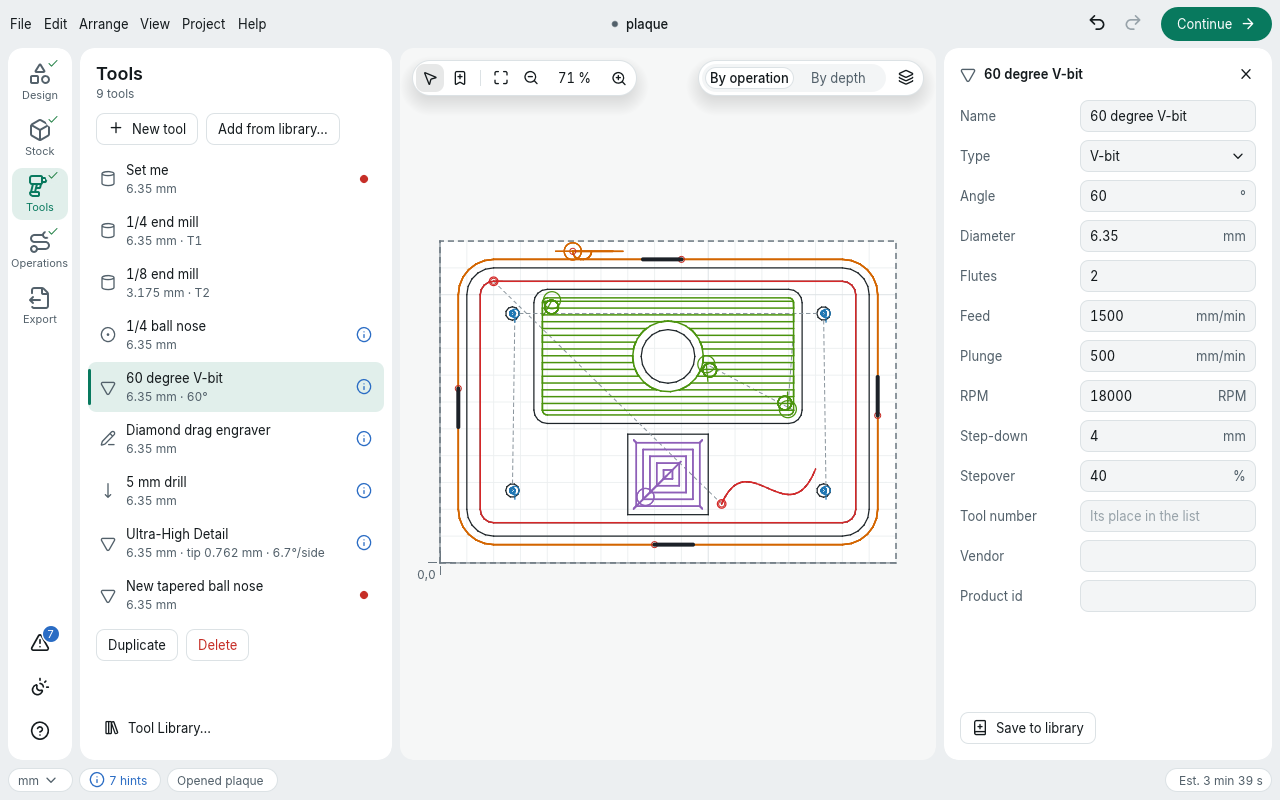 File Edit Arrange View Project Help
plaque
Continue
Design
Stock
Tools
Operations
Export
7
Tools
9 tools
New tool
Add from library...
Set me
6.35 mm
1/4 end mill
6.35 mm · T1
1/8 end mill
3.175 mm · T2
1/4 ball nose
6.35 mm
60 degree V-bit
6.35 mm · 60°
Diamond drag engraver
6.35 mm
5 mm drill
6.35 mm
Ultra-High Detail
6.35 mm · tip 0.762 mm · 6.7°/side
New tapered ball nose
6.35 mm
Duplicate
Delete
Tool Library...
71 %
By operation
By depth
0,0
60 degree V-bit
Name 60 degree V-bit
Type V-bit
Angle 60 °
Diameter 6.35 mm
Flutes 2
Feed 1500 mm/min
Plunge 500 mm/min
RPM 18000 RPM
Step-down 4 mm
Stepover 40 %
Tool number Its place in the list
Vendor
Product id
Save to library
mm
7 hints
Opened plaque
Est. 3 min 39 s